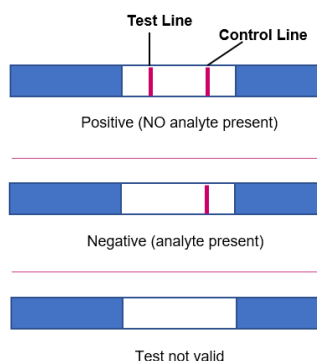 Test Line
Control Line
Positive (NO analyte present)
Negative (analyte present)
Test not valid